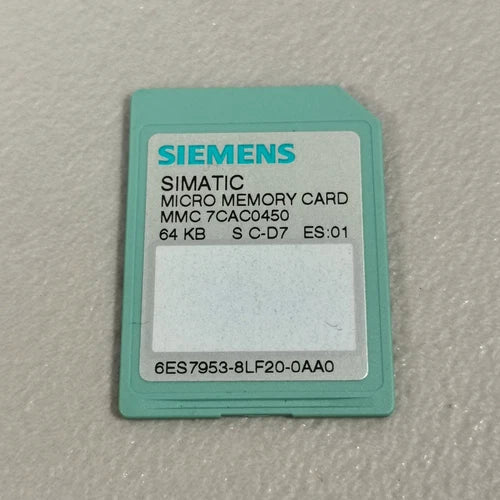 SIEMENS
SIMATIC
MICRO MEMORY CARD
MMC 7CAC0450
64 KB S C-D7 ES:01
6ES7953-8LF20-0AA0